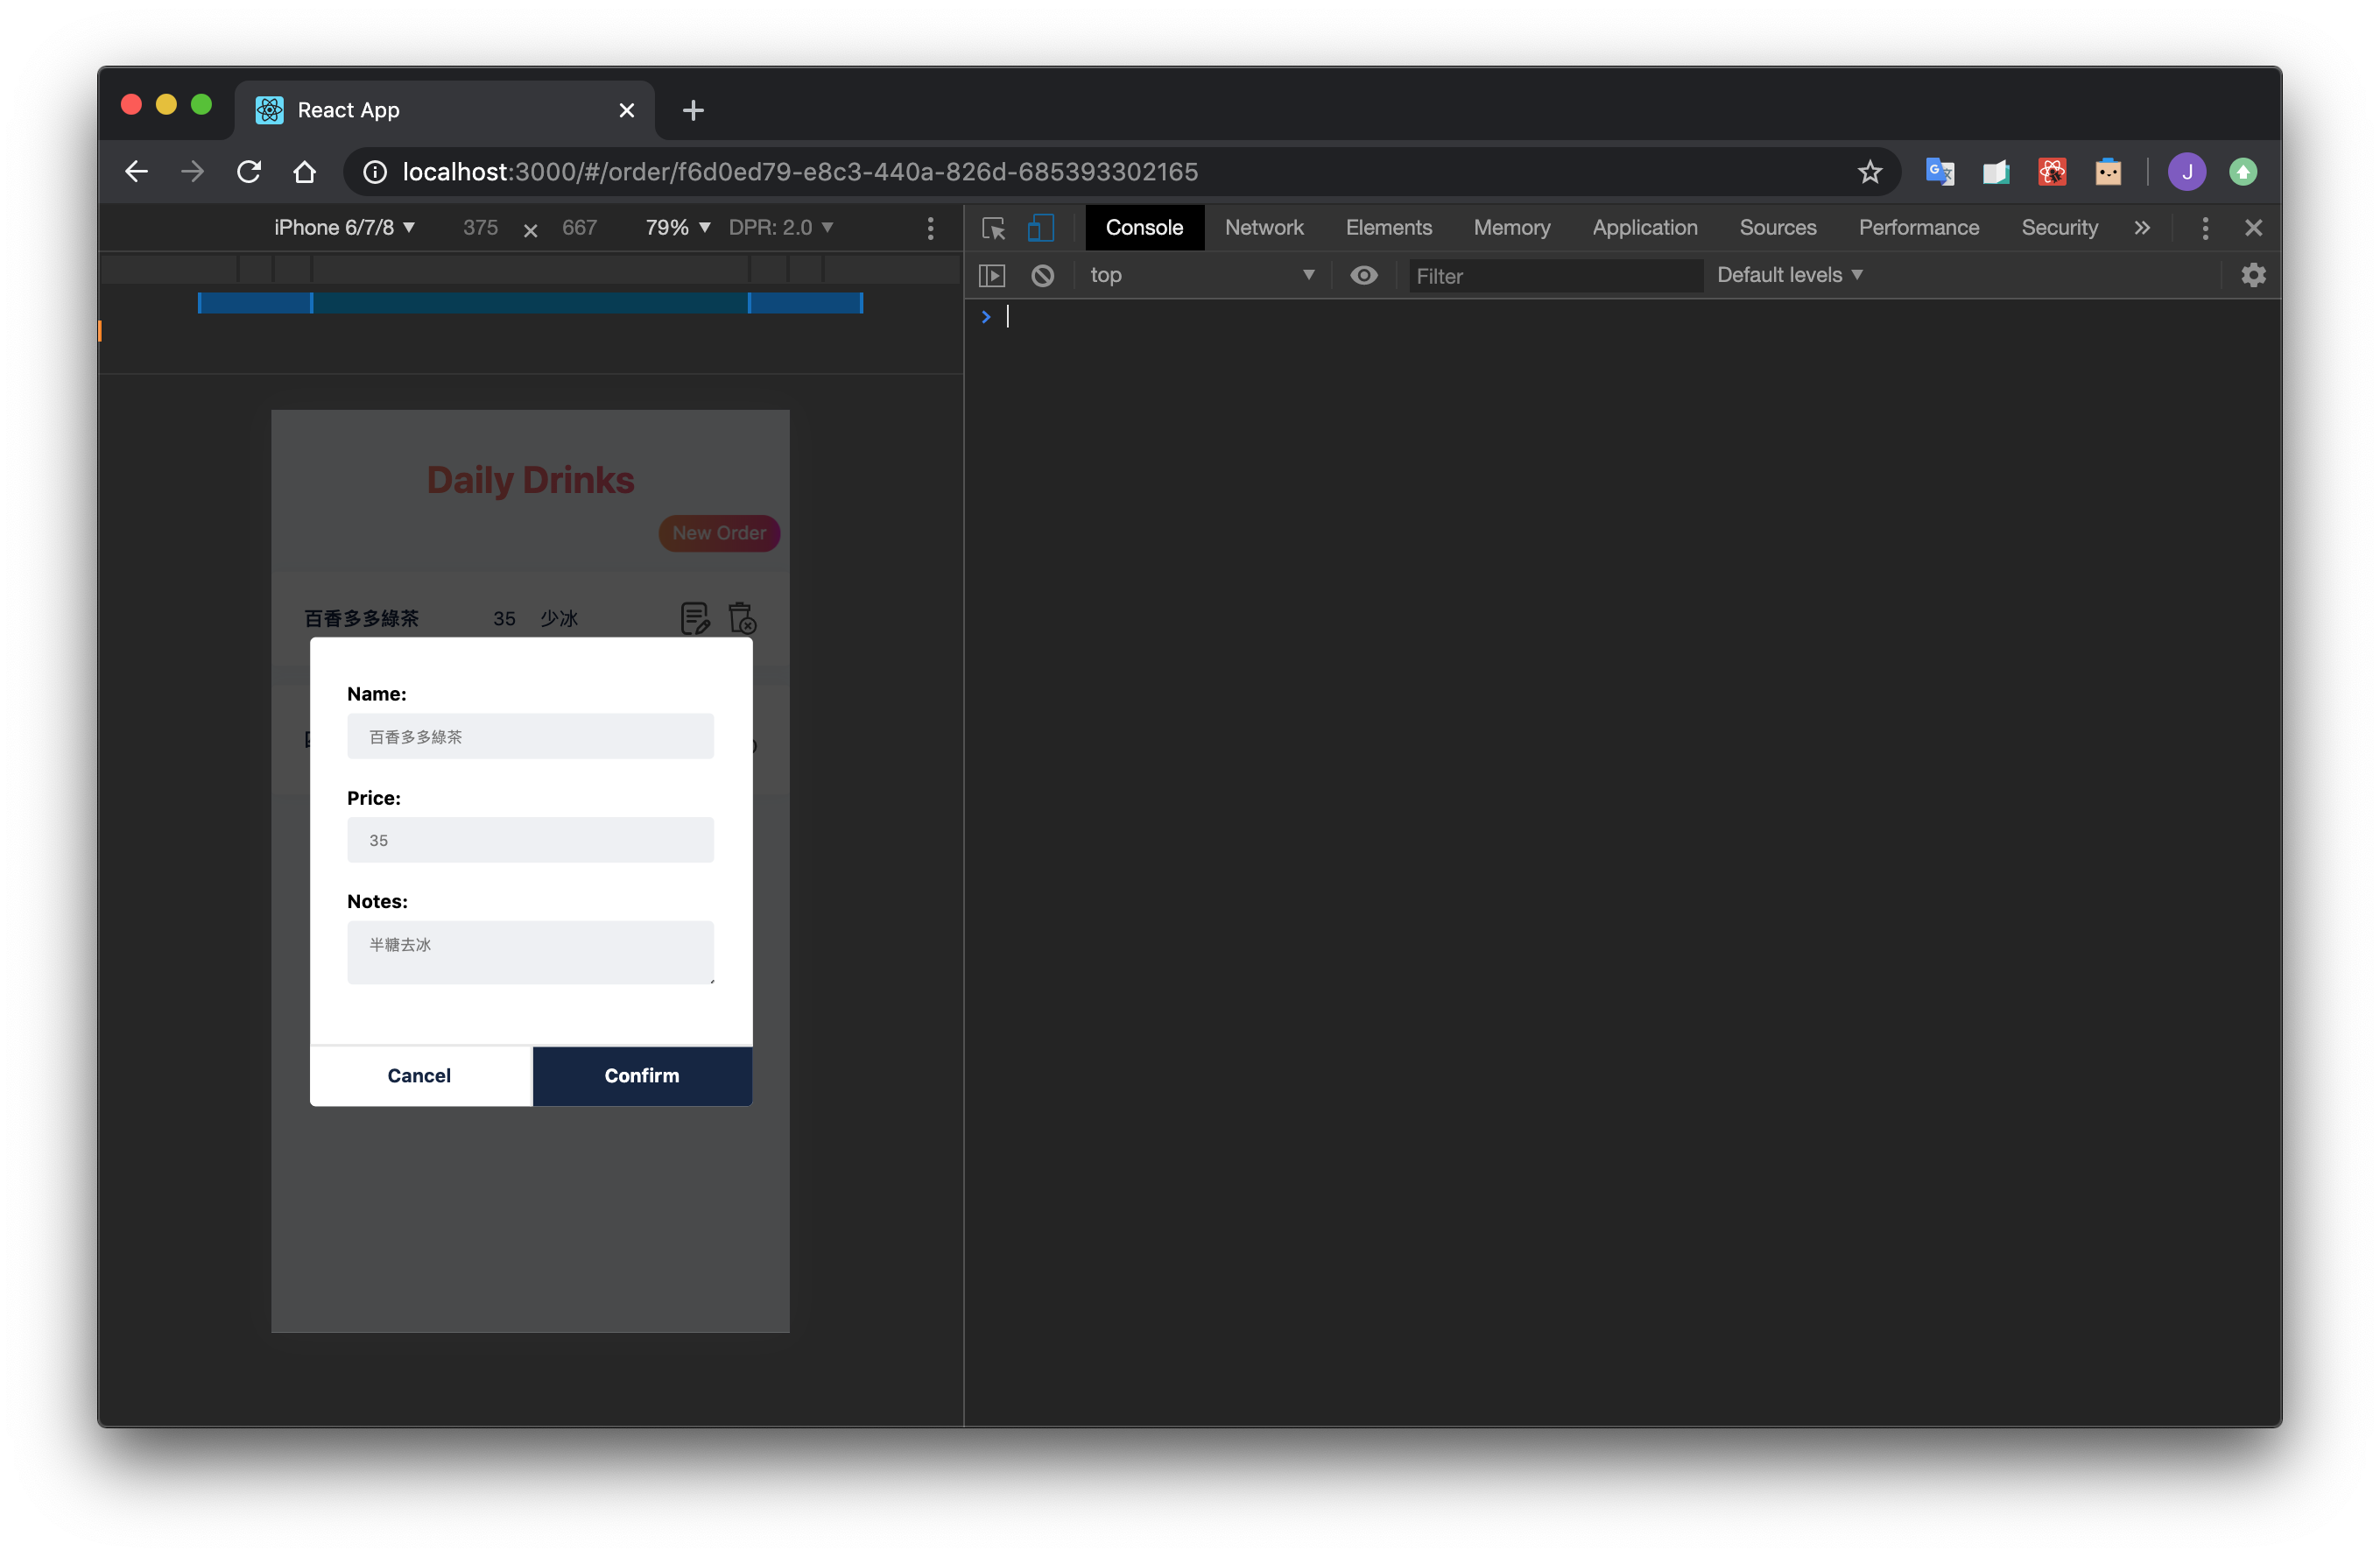 React App
localhost:3000/#/order/f6d0ed79-e8c3-440a-826d-685393302165
J
iPhone 6/7/8 375 × 667 79% DPR: 2.0
Console Network Elements Memory Application Sources Performance Security
top Filter Default levels
Daily Drinks
New Order
百香多多綠茶 35 少冰
Name:
百香多多綠茶
Price:
35
Notes:
半糖去冰
Cancel Confirm